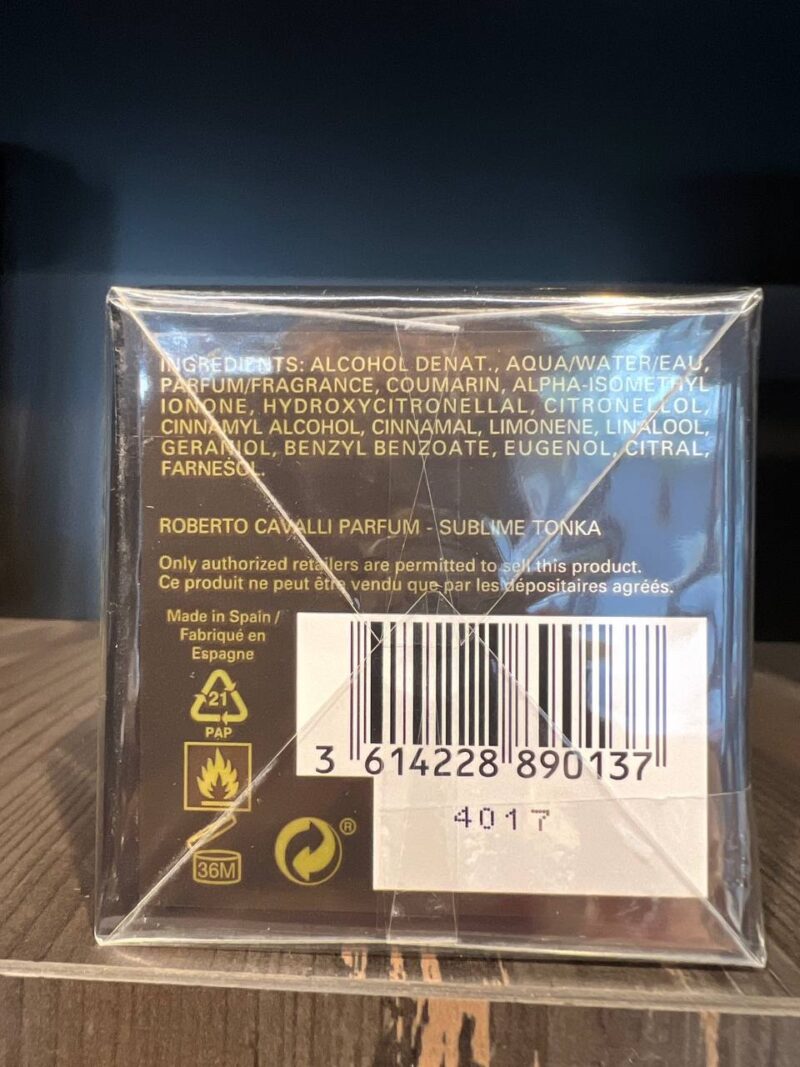 INGREDIENTS: ALCOHOL DENAT., AQUA/WATER/EAU,
PARFUM/FRAGRANCE, COUMARIN, ALPHA-ISOMETHYL
IONONE, HYDROXYCITRONELLAL, CITRONELLOL,
CINNAMYL ALCOHOL, CINNAMAL, LIMONENE, LINALOOL,
GERANIOL, BENZYL BENZOATE, EUGENOL, CITRAL,
FARNESOL.
ROBERTO CAVALLI PARFUM - SUBLIME TONKA
Only authorized retailers are permitted to sell this product.
Ce produit ne peut être vendu que par les dépositaires agréés.
Made in Spain /
Fabriqué en
Espagne
21
PAP
3 614228 890137
4017
36M
®